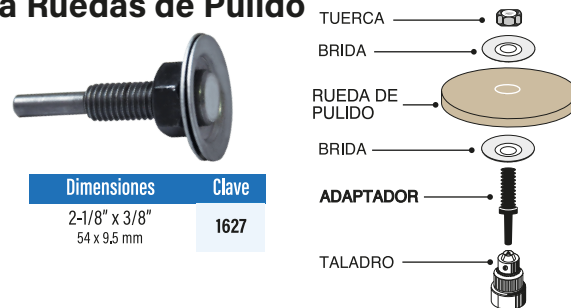 a Ruedas de Pulido
Dimensiones Clave
2-1/8" x 3/8" 1627
54 x 9.5 mm
TUERCA
BRIDA
RUEDA DE
PULIDO
BRIDA
ADAPTADOR
TALADRO